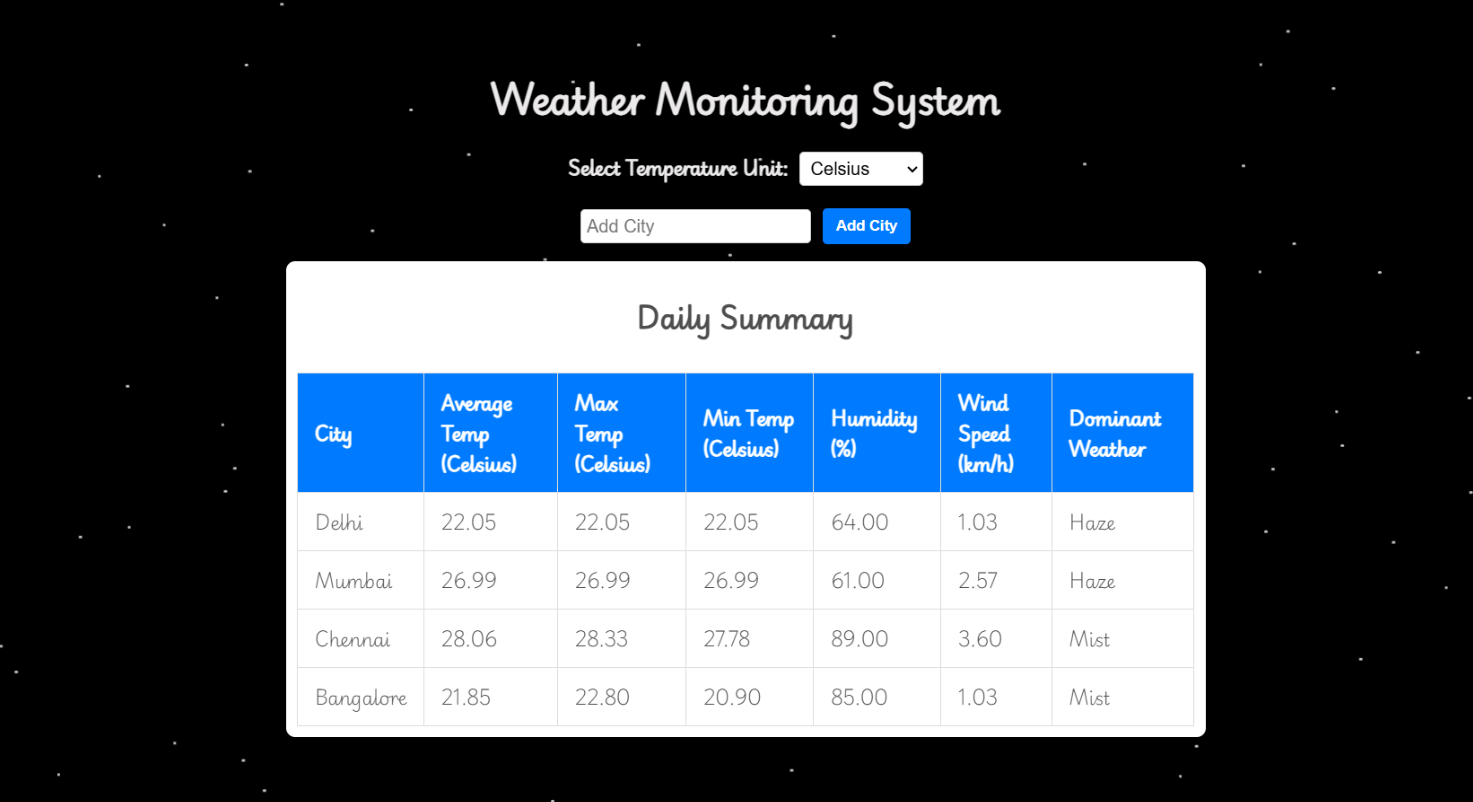 Weather Monitoring System
Select Temperature Unit: Celsius
Add City Add City
Daily Summary
City Average Temp (Celsius) Max Temp (Celsius) Min Temp (Celsius) Humidity (%) Wind Speed (km/h) Dominant Weather
Delhi 22.05 22.05 22.05 64.00 1.03 Haze
Mumbai 26.99 26.99 26.99 61.00 2.57 Haze
Chennai 28.06 28.33 27.78 89.00 3.60 Mist
Bangalore 21.85 22.80 20.90 85.00 1.03 Mist